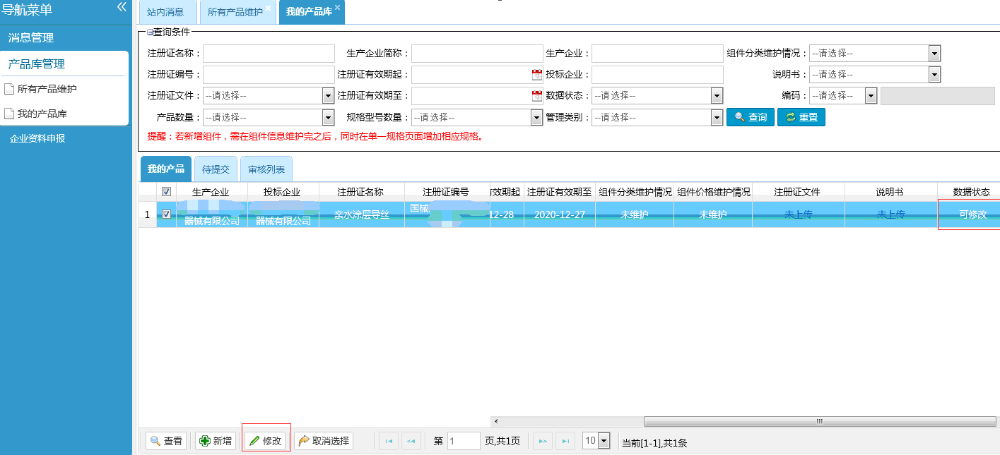 导航菜单
消息管理
产品库管理
所有产品维护
我的产品库
企业资料申报
站内消息 所有产品维护 我的产品库
查询条件
注册证名称： 生产企业简称： 生产企业： 组件分类维护情况： --请选择--
注册证编号： 注册证有效期起： 投标企业： 说明书： --请选择--
注册证文件： --请选择-- 注册证有效期至： 数据状态： --请选择-- 编码： --请选择--
产品数量： --请选择-- 规格型号数量： --请选择-- 管理类别： --请选择-- 查询 重置
提醒：若新增组件，需在组件信息维护完之后，同时在单一规格页面增加相应规格。
我的产品 待提交 审核列表
生产企业 投标企业 注册证名称 注册证编号 有效期起 注册证有效期至 组件分类维护情况 组件价格维护情况 注册证文件 说明书 数据状态
1 器械有限公司 器械有限公司 亲水涂层导丝 国械 12-28 2020-12-27 未维护 未维护 未上传 未上传 可修改
查看 新增 修改 取消选择 第 1 页,共1页 10 当前[1-1],共1条